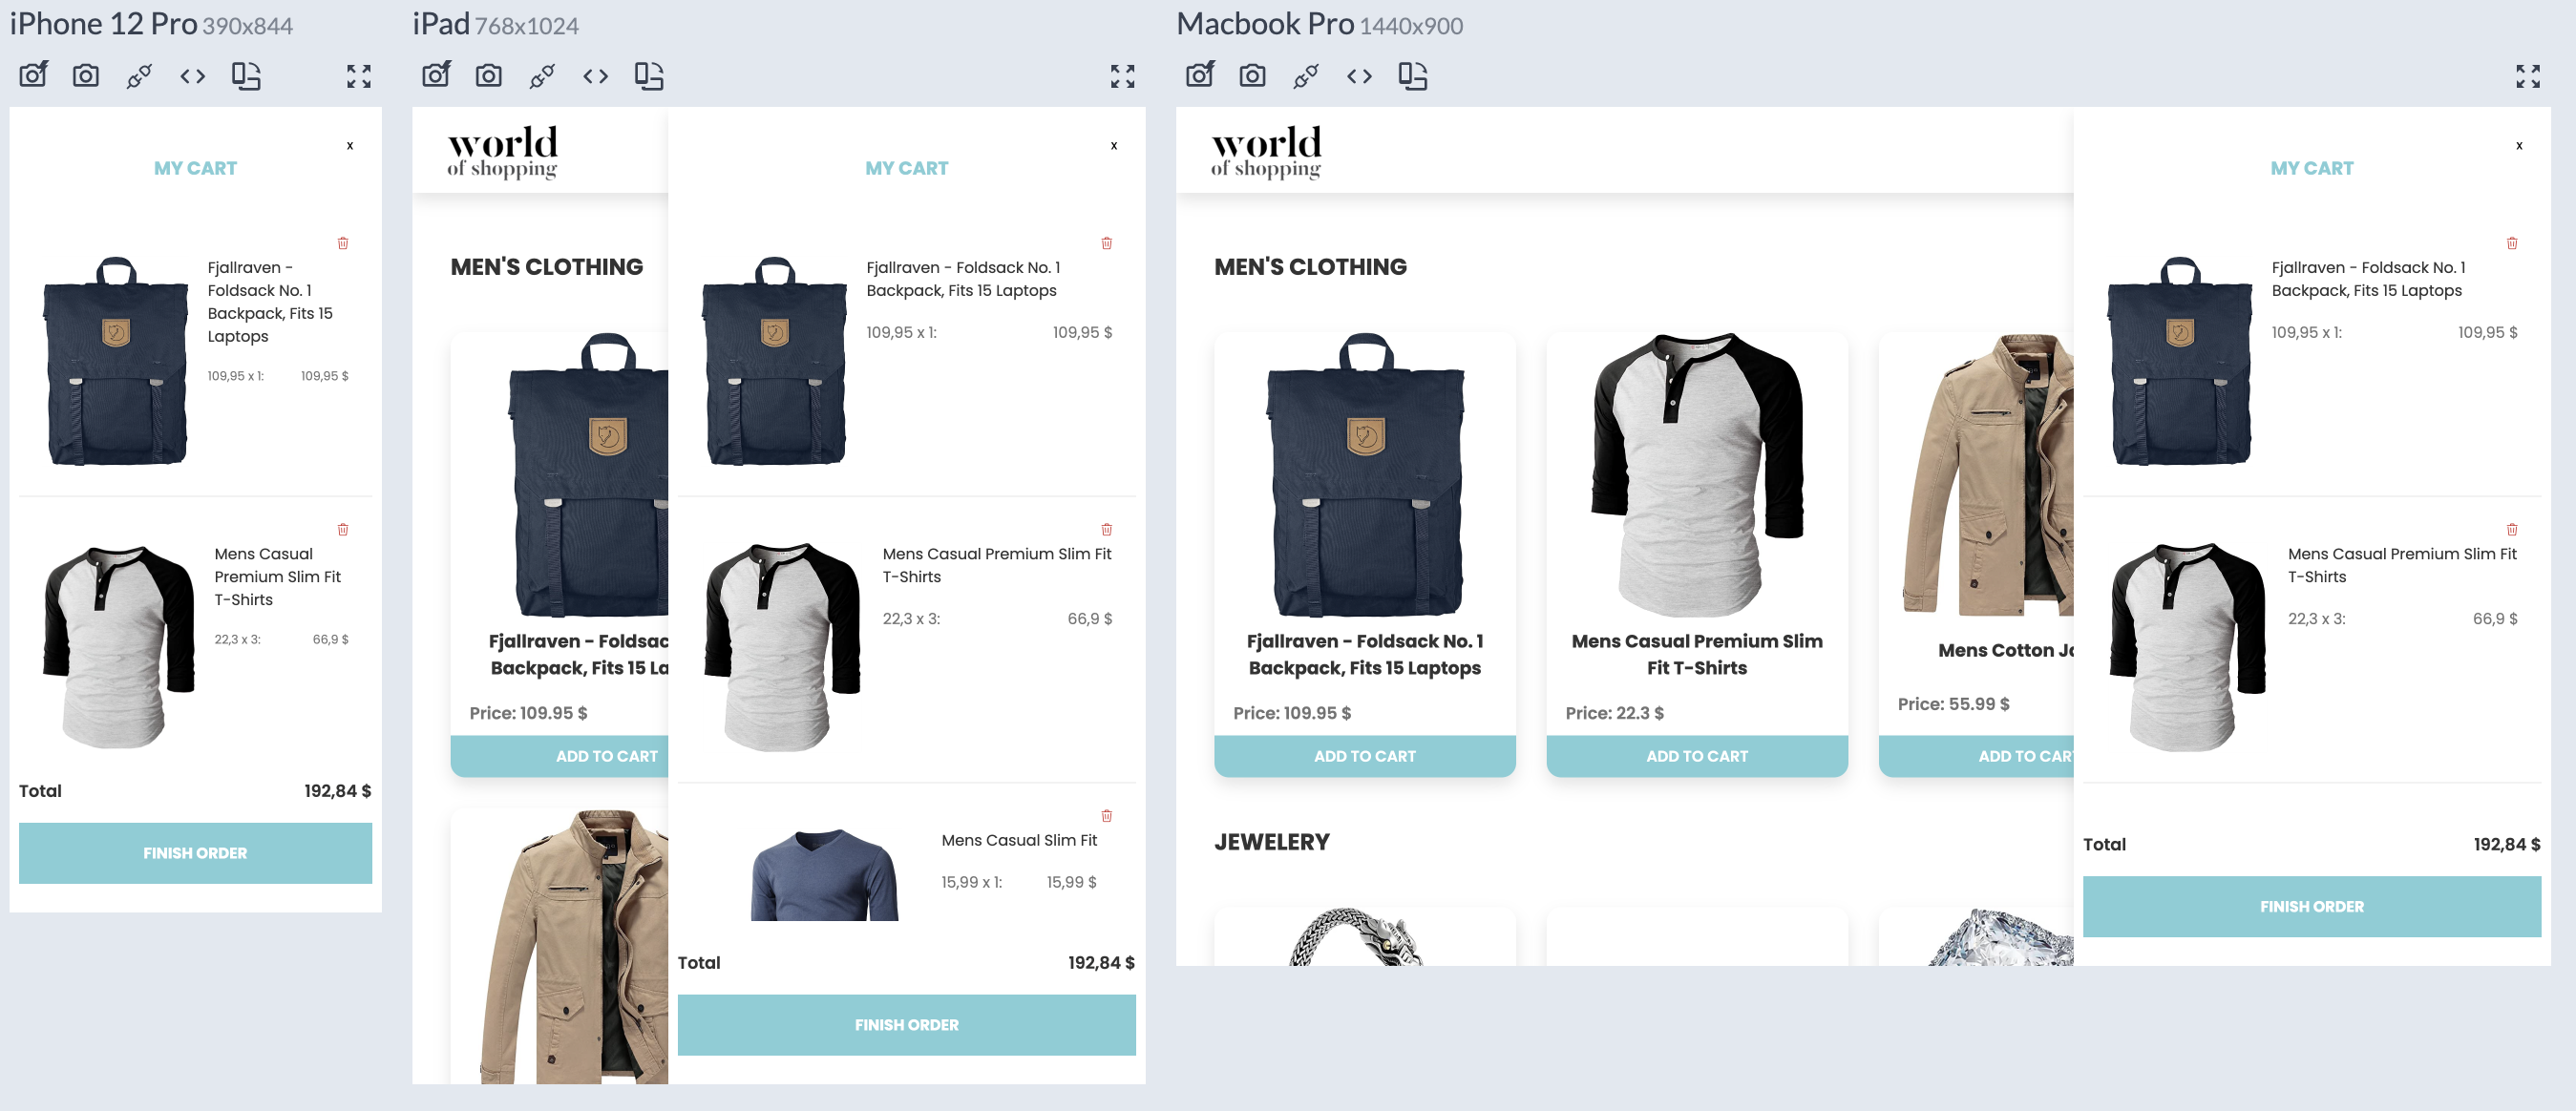 iPhone 12 Pro 390x844
x
MY CART
Fjallraven -
Foldsack No. 1
Backpack, Fits 15
Laptops
109,95 x 1: 109,95 $
Mens Casual
Premium Slim Fit
T-Shirts
22,3 x 3: 66,9 $
Total 192,84 $
FINISH ORDER
iPad 768x1024
world
of shopping
MEN'S CLOTHING
Fjallraven - Foldsac
Backpack, Fits 15 La
Price: 109.95 $
ADD TO CART
x
MY CART
Fjallraven - Foldsack No. 1
Backpack, Fits 15 Laptops
109,95 x 1: 109,95 $
Mens Casual Premium Slim Fit
T-Shirts
22,3 x 3: 66,9 $
Mens Casual Slim Fit
15,99 x 1: 15,99 $
Total 192,84 $
FINISH ORDER
Macbook Pro 1440x900
world
of shopping
MEN'S CLOTHING
Fjallraven - Foldsack No. 1
Backpack, Fits 15 Laptops
Price: 109.95 $
ADD TO CART
Mens Casual Premium Slim
Fit T-Shirts
Price: 22.3 $
ADD TO CART
Mens Cotton Ja
Price: 55.99 $
ADD TO CAR
JEWELERY
x
MY CART
Fjallraven - Foldsack No. 1
Backpack, Fits 15 Laptops
109,95 x 1: 109,95 $
Mens Casual Premium Slim Fit
T-Shirts
22,3 x 3: 66,9 $
Total 192,84 $
FINISH ORDER